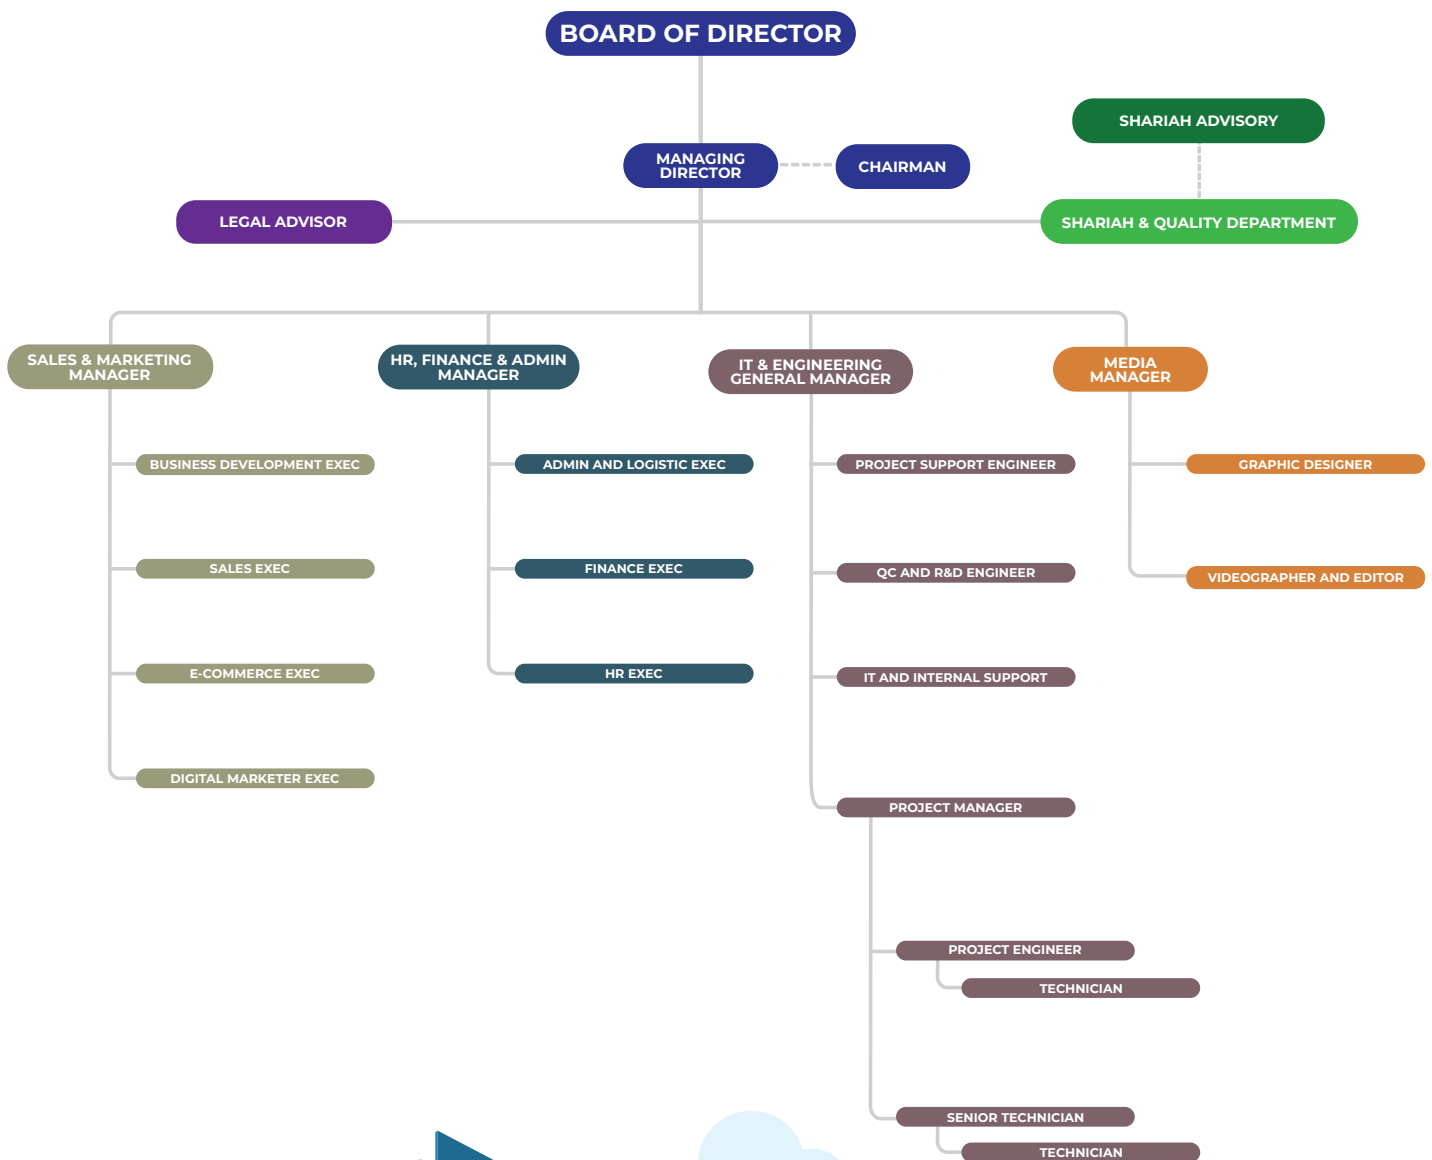 BOARD OF DIRECTOR
SHARIAH ADVISORY
MANAGING
DIRECTOR
CHAIRMAN
LEGAL ADVISOR
SHARIAH & QUALITY DEPARTMENT
SALES & MARKETING
MANAGER
BUSINESS DEVELOPMENT EXEC
SALES EXEC
E-COMMERCE EXEC
DIGITAL MARKETER EXEC
HR, FINANCE & ADMIN
MANAGER
ADMIN AND LOGISTIC EXEC
FINANCE EXEC
HR EXEC
IT & ENGINEERING
GENERAL MANAGER
PROJECT SUPPORT ENGINEER
QC AND R&D ENGINEER
IT AND INTERNAL SUPPORT
PROJECT MANAGER
PROJECT ENGINEER
TECHNICIAN
SENIOR TECHNICIAN
TECHNICIAN
MEDIA
MANAGER
GRAPHIC DESIGNER
VIDEOGRAPHER AND EDITOR